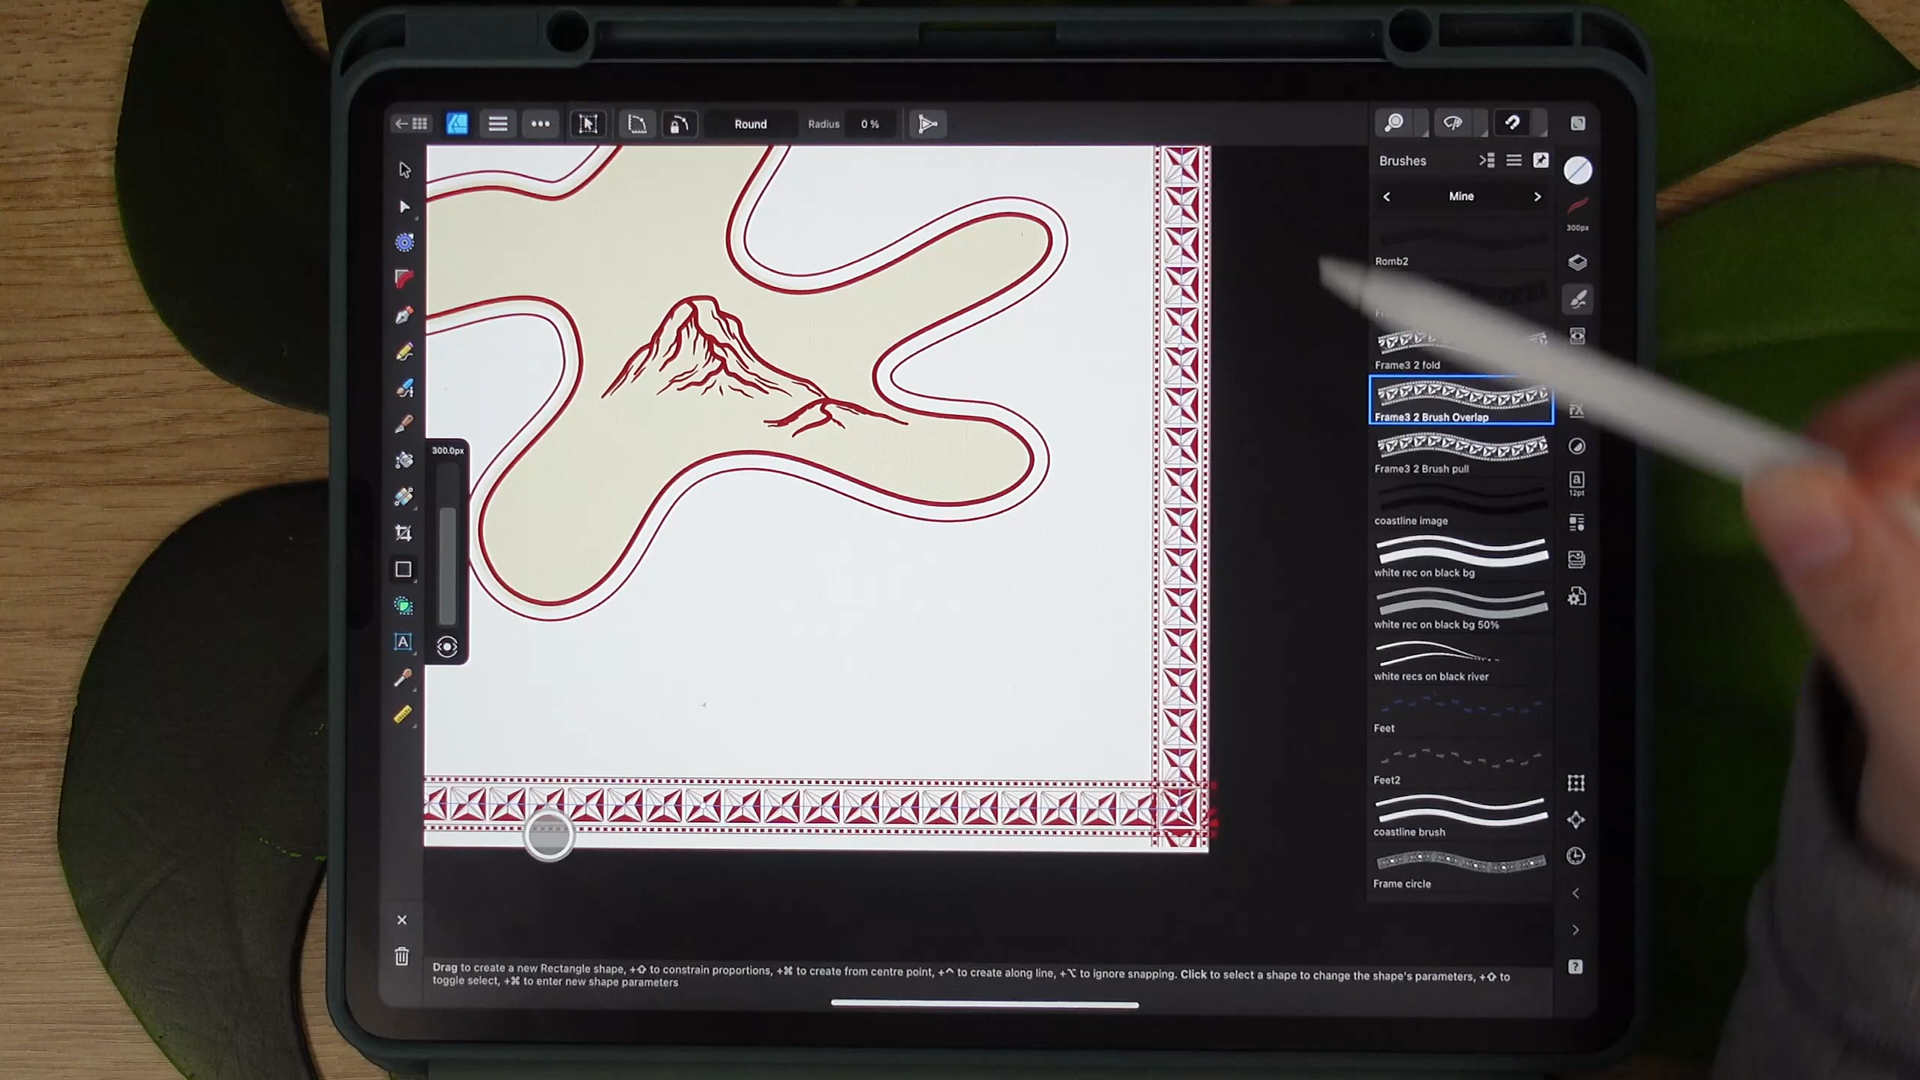 Round
Radius
0 %
Brushes
Mine
300px
Romb2
Frame3 2 fold
Frame3 2 Brush Overlap
Frame3 2 Brush pull
coastline image
white rec on black bg
white rec on black bg 50%
white recs on black river
Feet
Feet2
coastline brush
Frame circle
300.0px
A
FX
a
12pt
?
Drag to create a new Rectangle shape, +⇧ to constrain proportions, +⌘ to create from centre point, +⌃ to create along line, +⌥ to ignore snapping. Click to select a shape to change the shape's parameters, +⇧ to
toggle select, +⌘ to enter new shape parameters